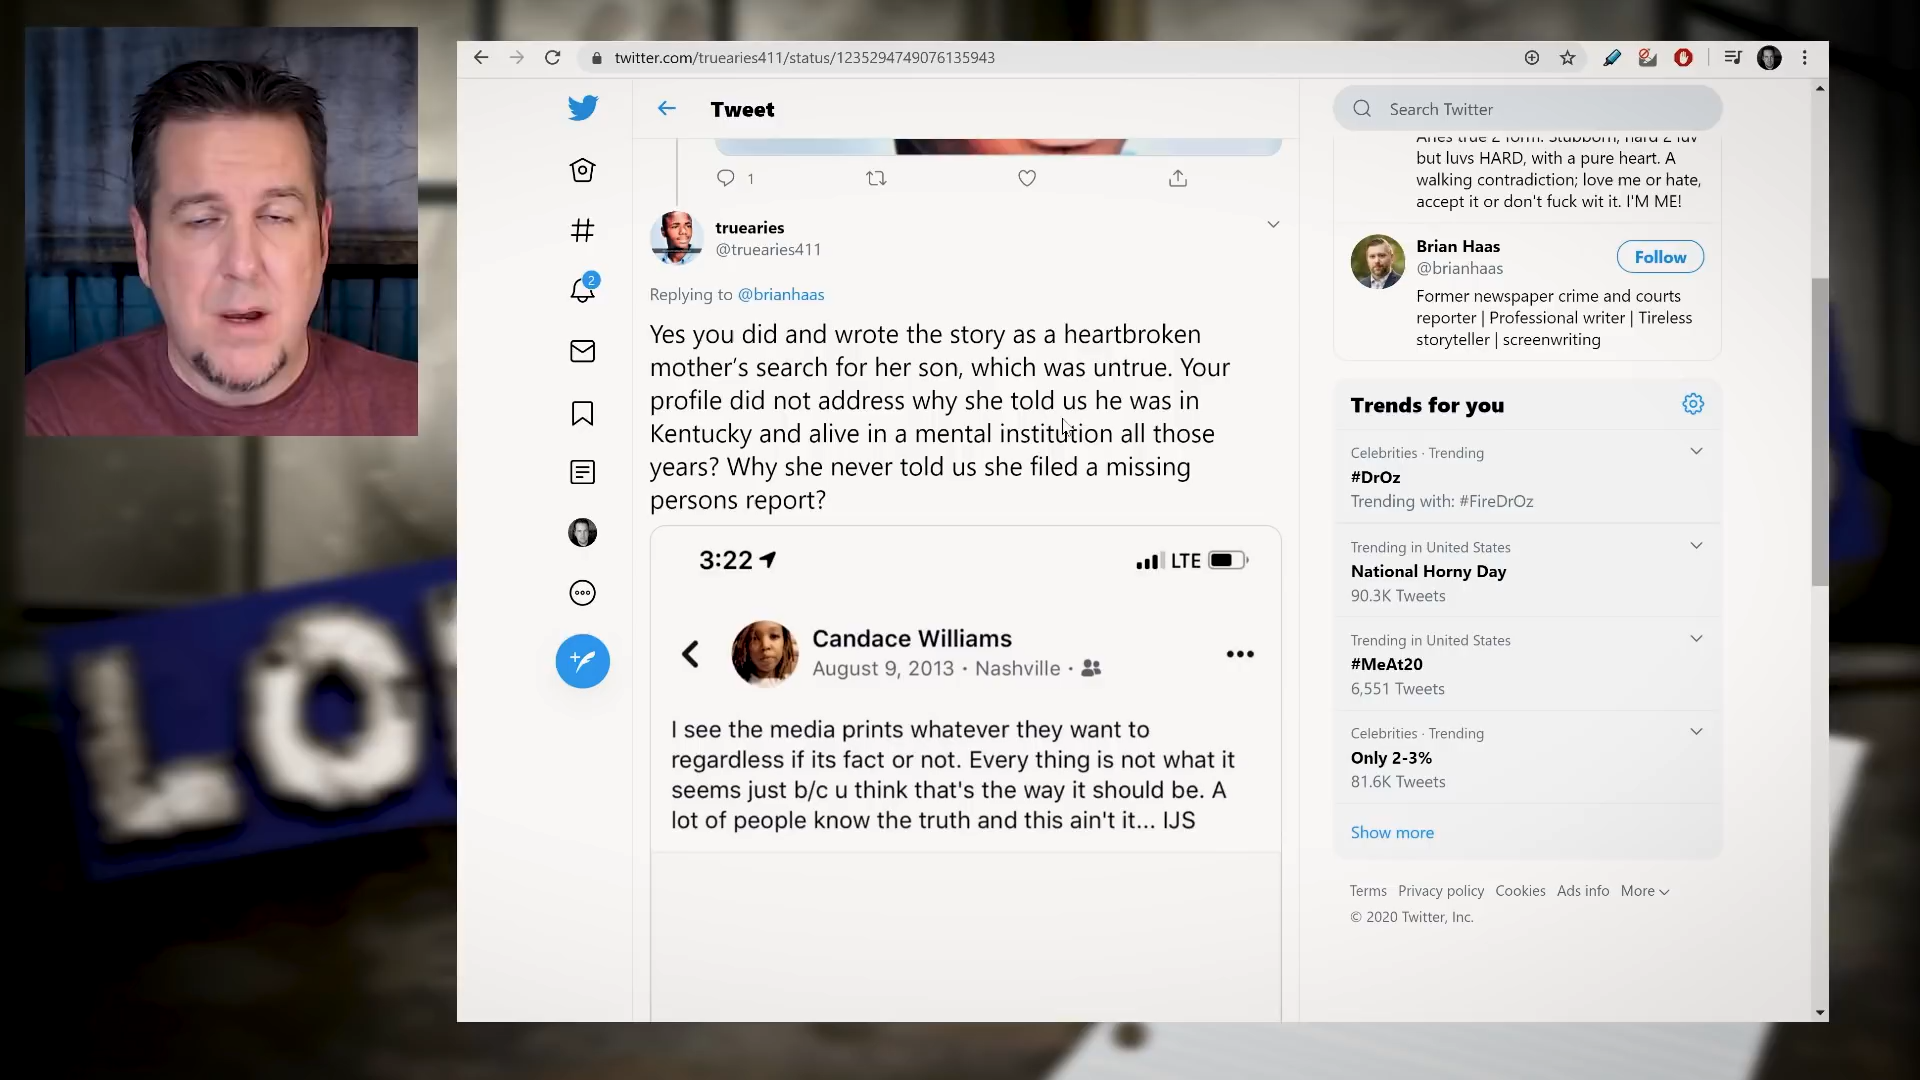 twitter.com/truearies411/status/1235294749076135943
Tweet
Search Twitter
but luvs HARD, with a pure heart. A
walking contradiction; love me or hate,
accept it or don't fuck wit it. I'M ME!
1
truearies
@truearies411
Replying to @brianhaas
Yes you did and wrote the story as a heartbroken
mother's search for her son, which was untrue. Your
profile did not address why she told us he was in
Kentucky and alive in a mental institution all those
years? Why she never told us she filed a missing
persons report?
3:22
LTE
Candace Williams
August 9, 2013 · Nashville ·
I see the media prints whatever they want to
regardless if its fact or not. Every thing is not what it
seems just b/c u think that's the way it should be. A
lot of people know the truth and this ain't it... IJS
2
Brian Haas
@brianhaas
Follow
Former newspaper crime and courts
reporter | Professional writer | Tireless
storyteller | screenwriting
Trends for you
Celebrities · Trending
#DrOz
Trending with: #FireDrOz
Trending in United States
National Horny Day
90.3K Tweets
Trending in United States
#MeAt20
6,551 Tweets
Celebrities · Trending
Only 2-3%
81.6K Tweets
Show more
Terms Privacy policy Cookies Ads info More
© 2020 Twitter, Inc.